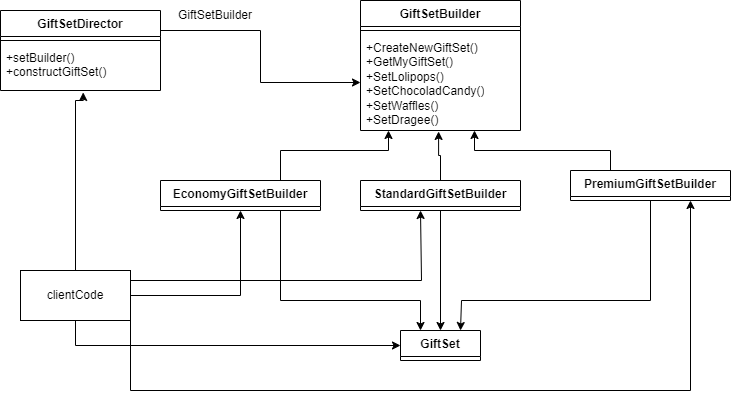 GiftSetBuilder
GiftSetDirector
+setBuilder()
+constructGiftSet()
GiftSetBuilder
+CreateNewGiftSet()
+GetMyGiftSet()
+SetLolipops()
+SetChocoladCandy()
+SetWaffles()
+SetDragee()
EconomyGiftSetBuilder
StandardGiftSetBuilder
PremiumGiftSetBuilder
clientCode
GiftSet